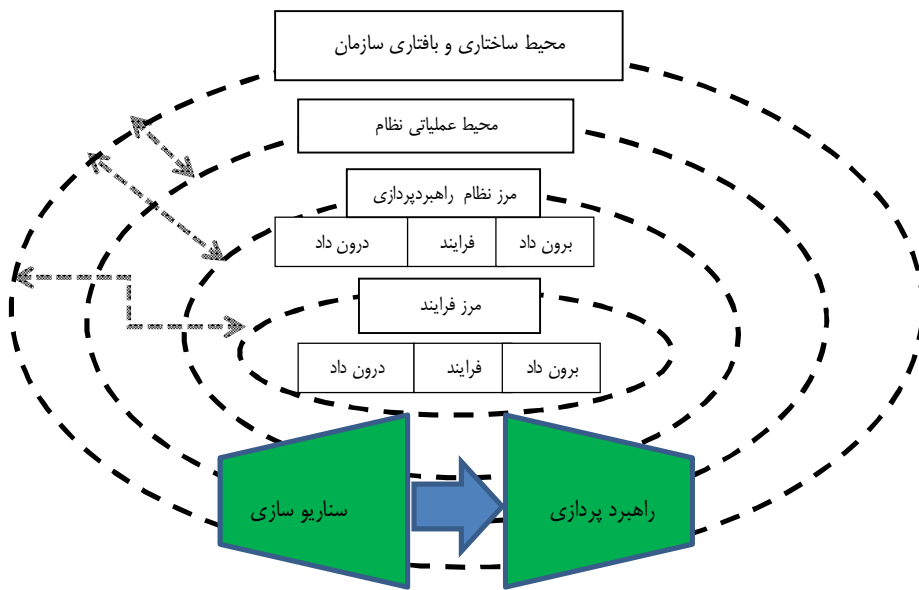 محیط ساختاری و بافتاری سازمان
محیط عملیاتی نظام
مرز نظام راهبردپردازی
درون داد
فرایند
برون داد
مرز فرایند
درون داد
فرایند
برون داد
سناریو سازی
راهبرد پردازی